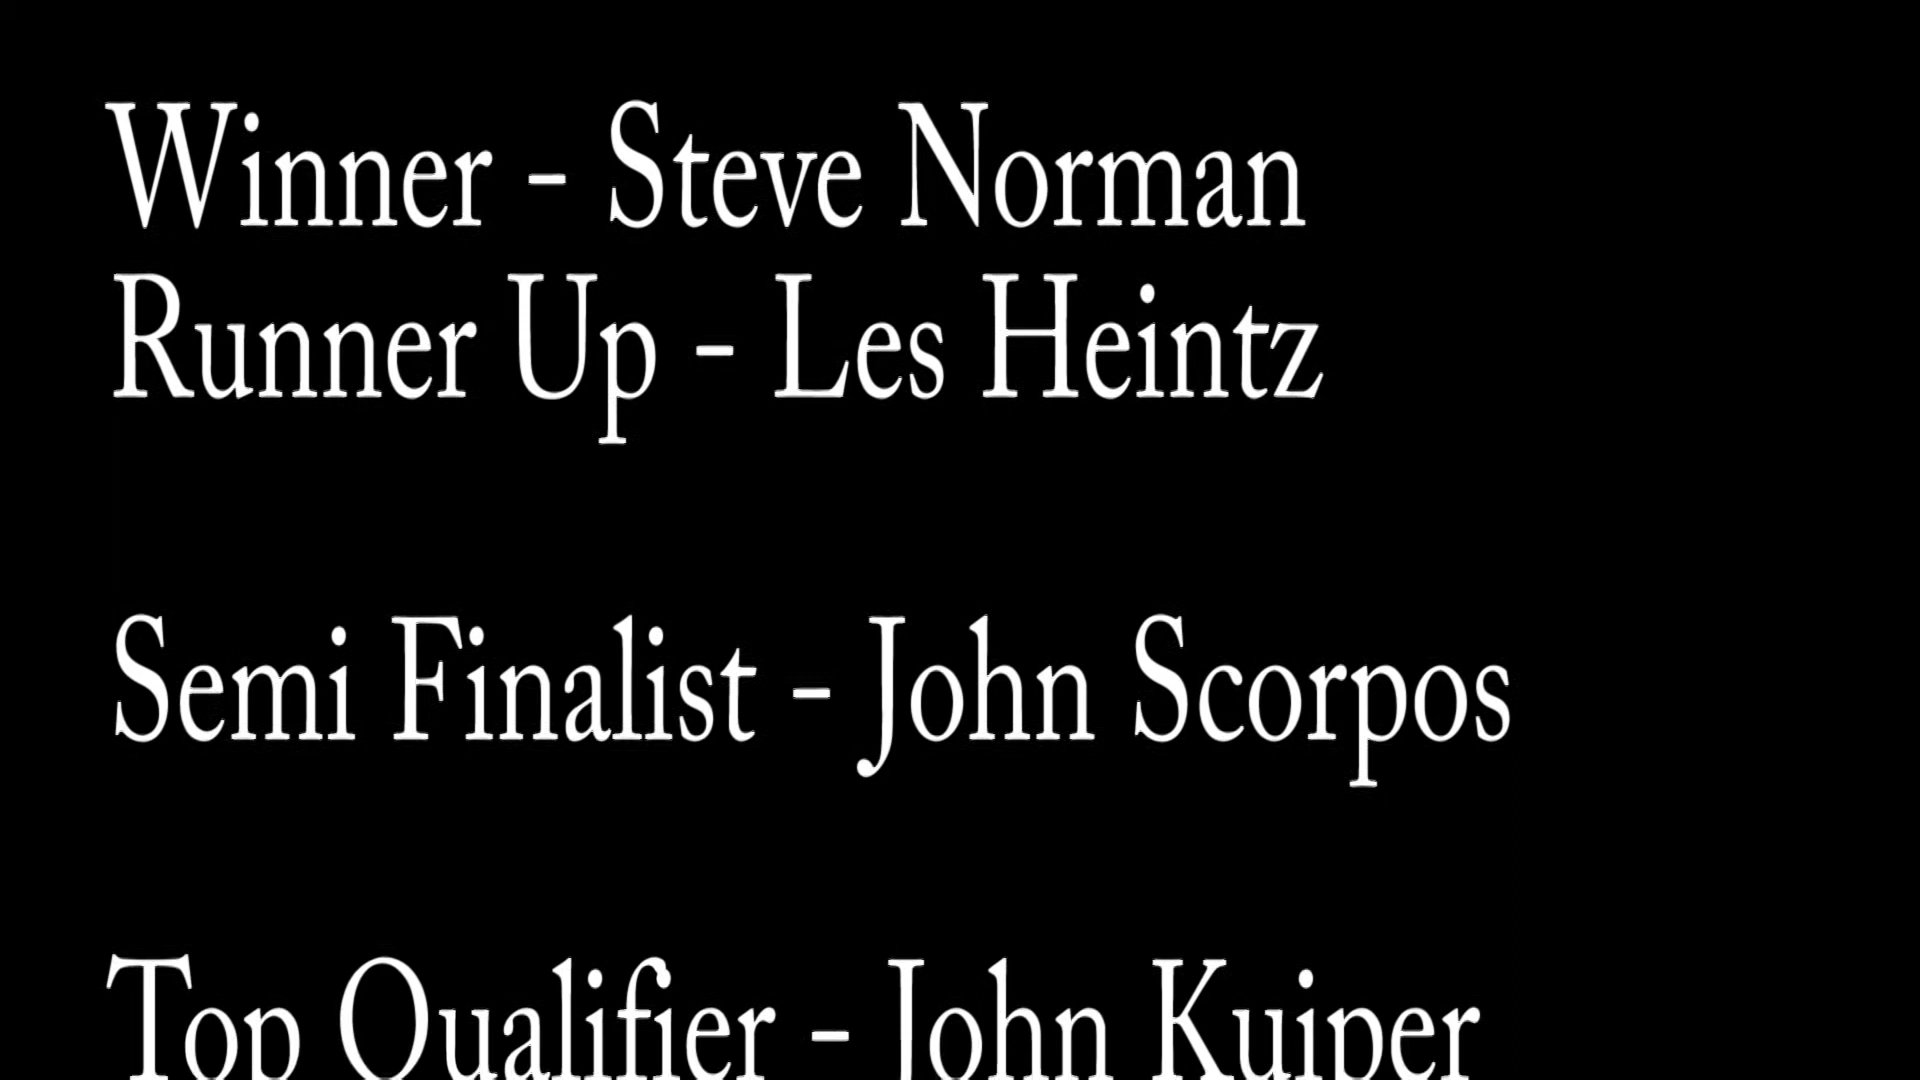 Winner - Steve Norman
Runner Up - Les Heintz
Semi Finalist - John Scorpos
Top Qualifier - John Kuiper